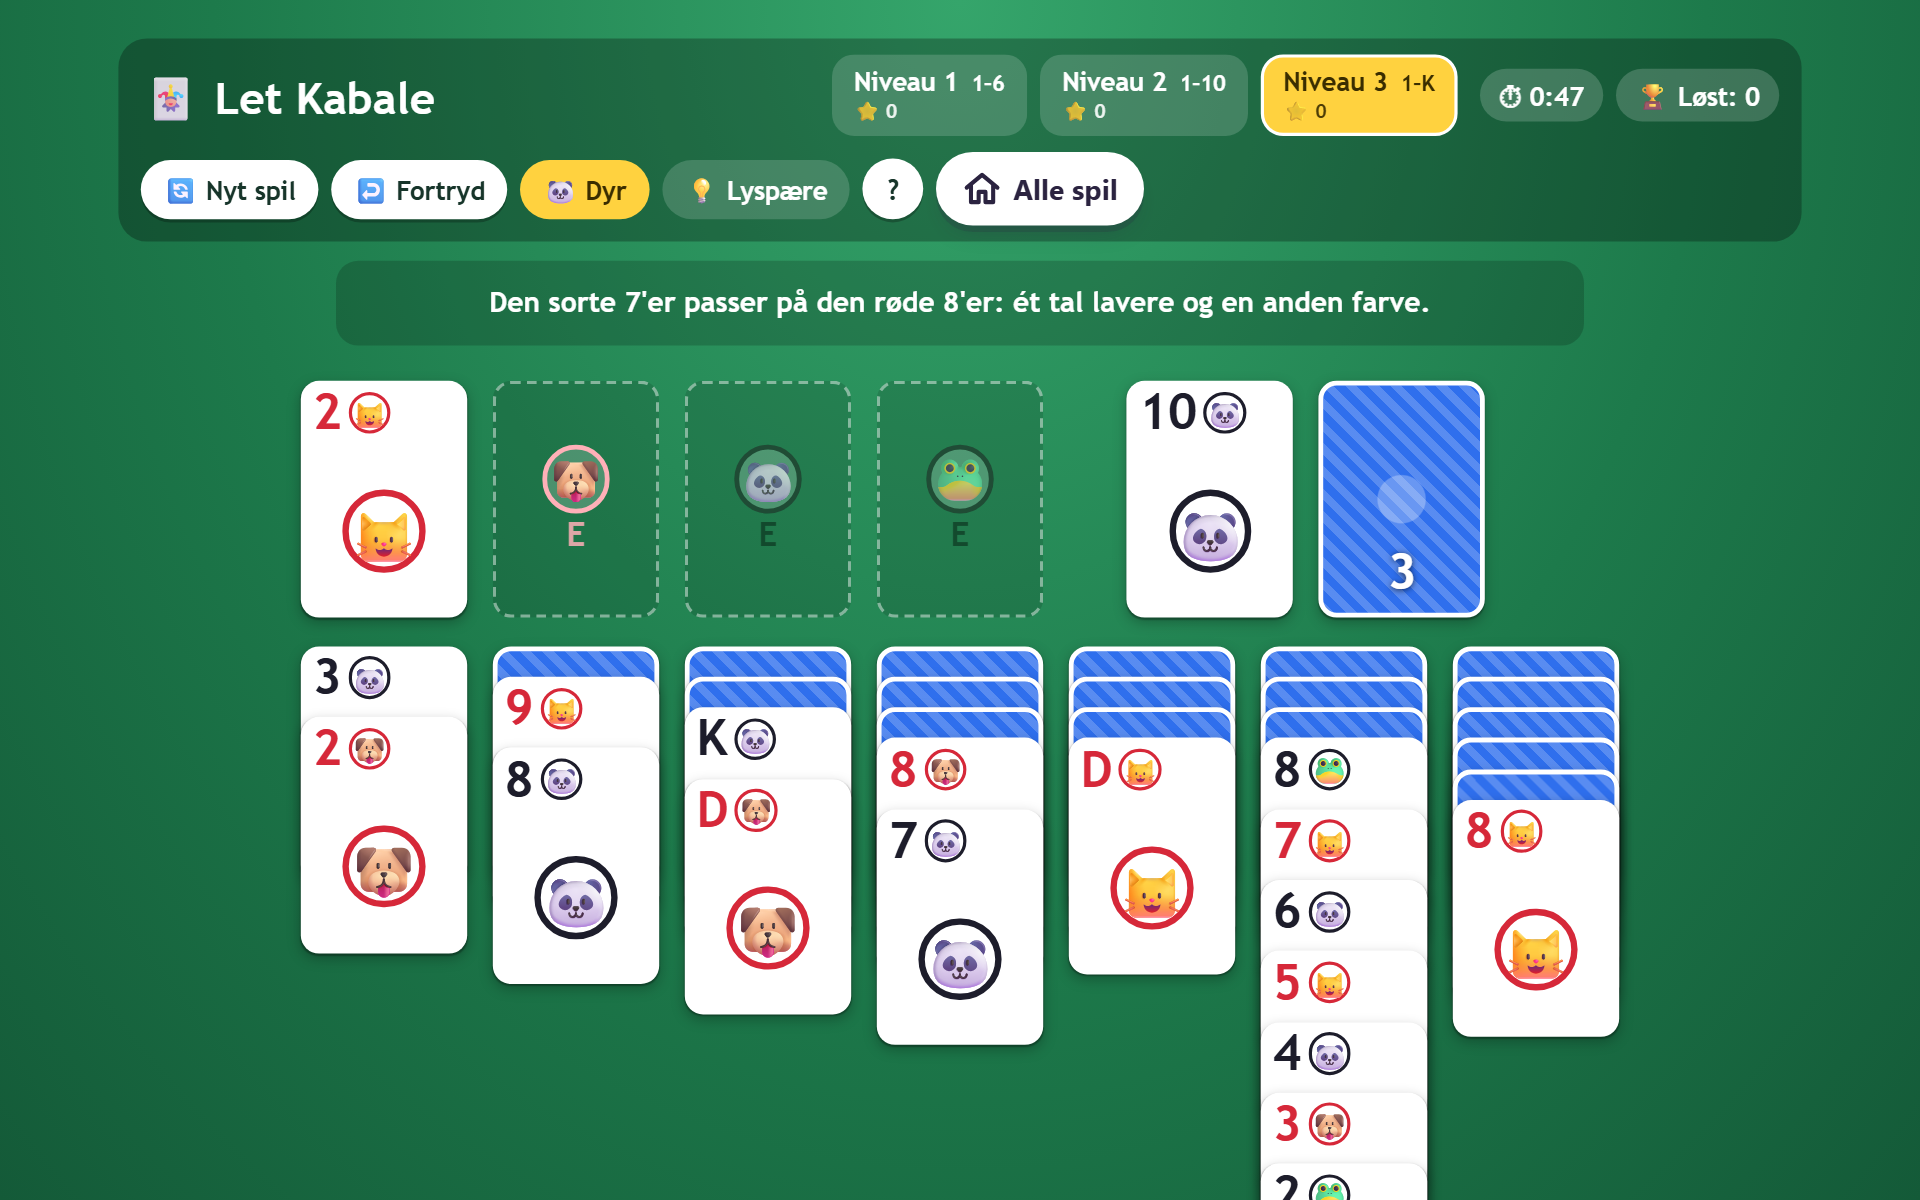 Let Kabale
Niveau 1 1–6
0
Niveau 2 1–10
0
Niveau 3 1–K
0
0:47
Løst: 0
Nyt spil
Fortryd
Dyr
Lyspære
?
Alle spil
Den sorte 7'er passer på den røde 8'er: ét tal lavere og en anden farve.
2
E
E
E
10
3
3
2
9
8
K
D
8
7
D
8
7
6
5
4
3
2
8